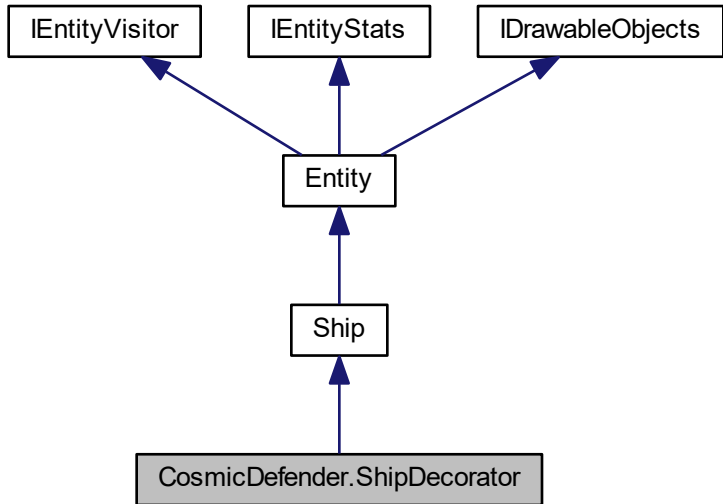 IEntityVisitor
IEntityStats
IDrawableObjects
Entity
Ship
CosmicDefender.ShipDecorator